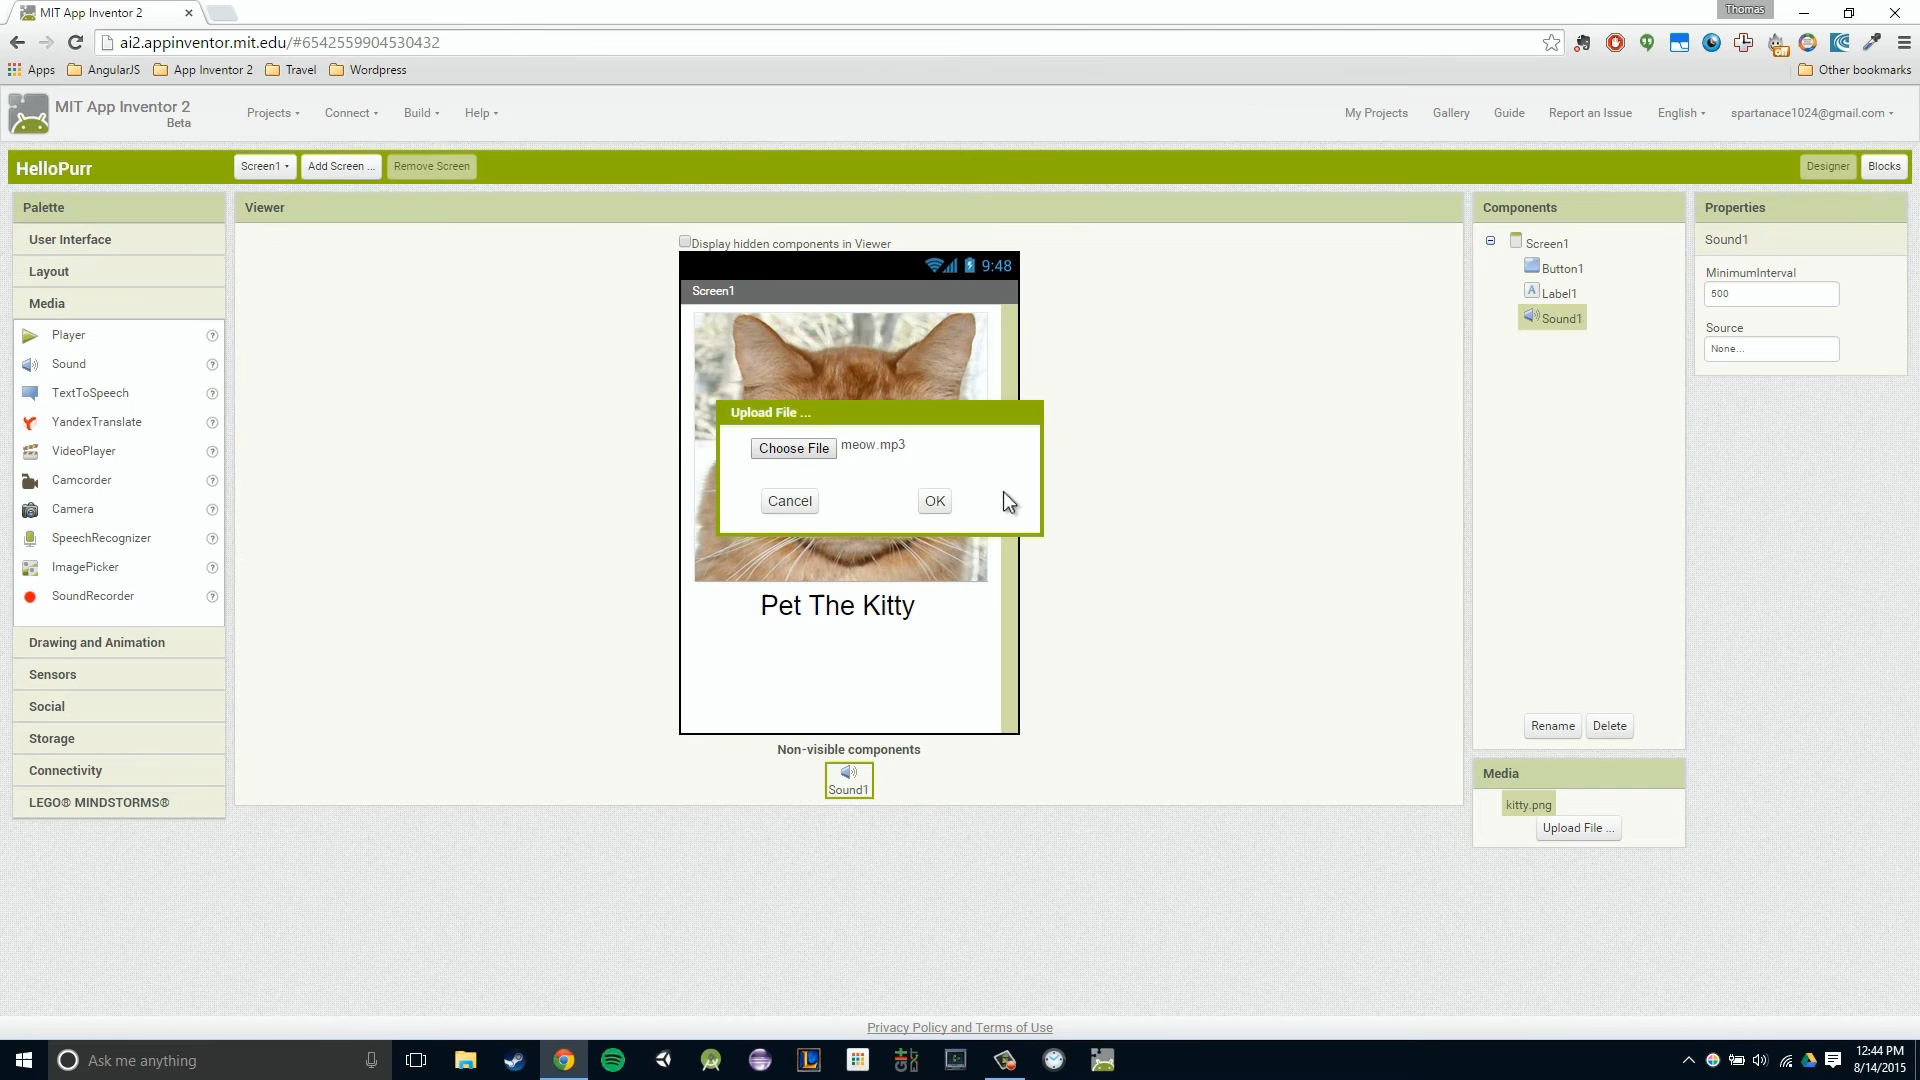 MIT App Inventor 2
Thomas
ai2.appinventor.mit.edu/#6542559904530432
Apps AngularJS App Inventor 2 Travel Wordpress Other bookmarks
MIT App Inventor 2
Beta
Projects Connect Build Help My Projects Gallery Guide Report an Issue English spartanace1024@gmail.com
HelloPurr Screen1 Add Screen ... Remove Screen Designer Blocks
Palette
User Interface
Layout
Media
Player
Sound
TextToSpeech
YandexTranslate
VideoPlayer
Camcorder
Camera
SpeechRecognizer
ImagePicker
SoundRecorder
Drawing and Animation
Sensors
Social
Storage
Connectivity
LEGO® MINDSTORMS®
Viewer
Display hidden components in Viewer
9:48
Screen1
Upload File ...
Choose File meow.mp3
Cancel OK
Pet The Kitty
Non-visible components
Sound1
Components
Screen1
Button1
A Label1
Sound1
Rename Delete
Media
kitty.png
Upload File ...
Properties
Sound1
MinimumInterval
500
Source
None...
Privacy Policy and Terms of Use
Ask me anything
12:44 PM
8/14/2015